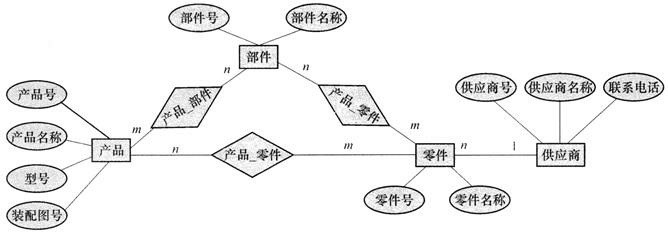 部件号 部件名称
部件
n n
产品_部件 产品_零件
产品号 供应商号 供应商名称 联系电话
m m
产品名称
产品 n 产品_零件 m 零件 n 1 供应商
型号
零件号 零件名称
装配图号